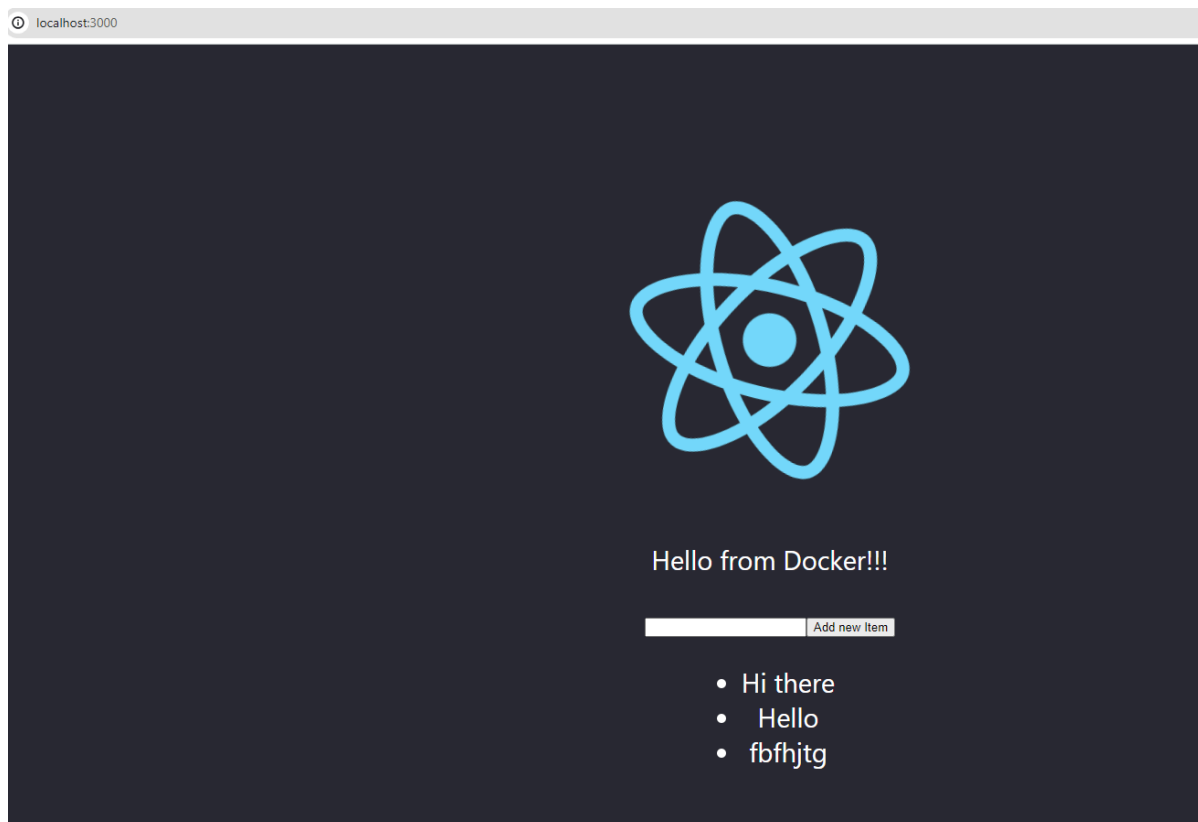 localhost:3000
Hello from Docker!!!
Add new Item
Hi there
Hello
fbfhjtg